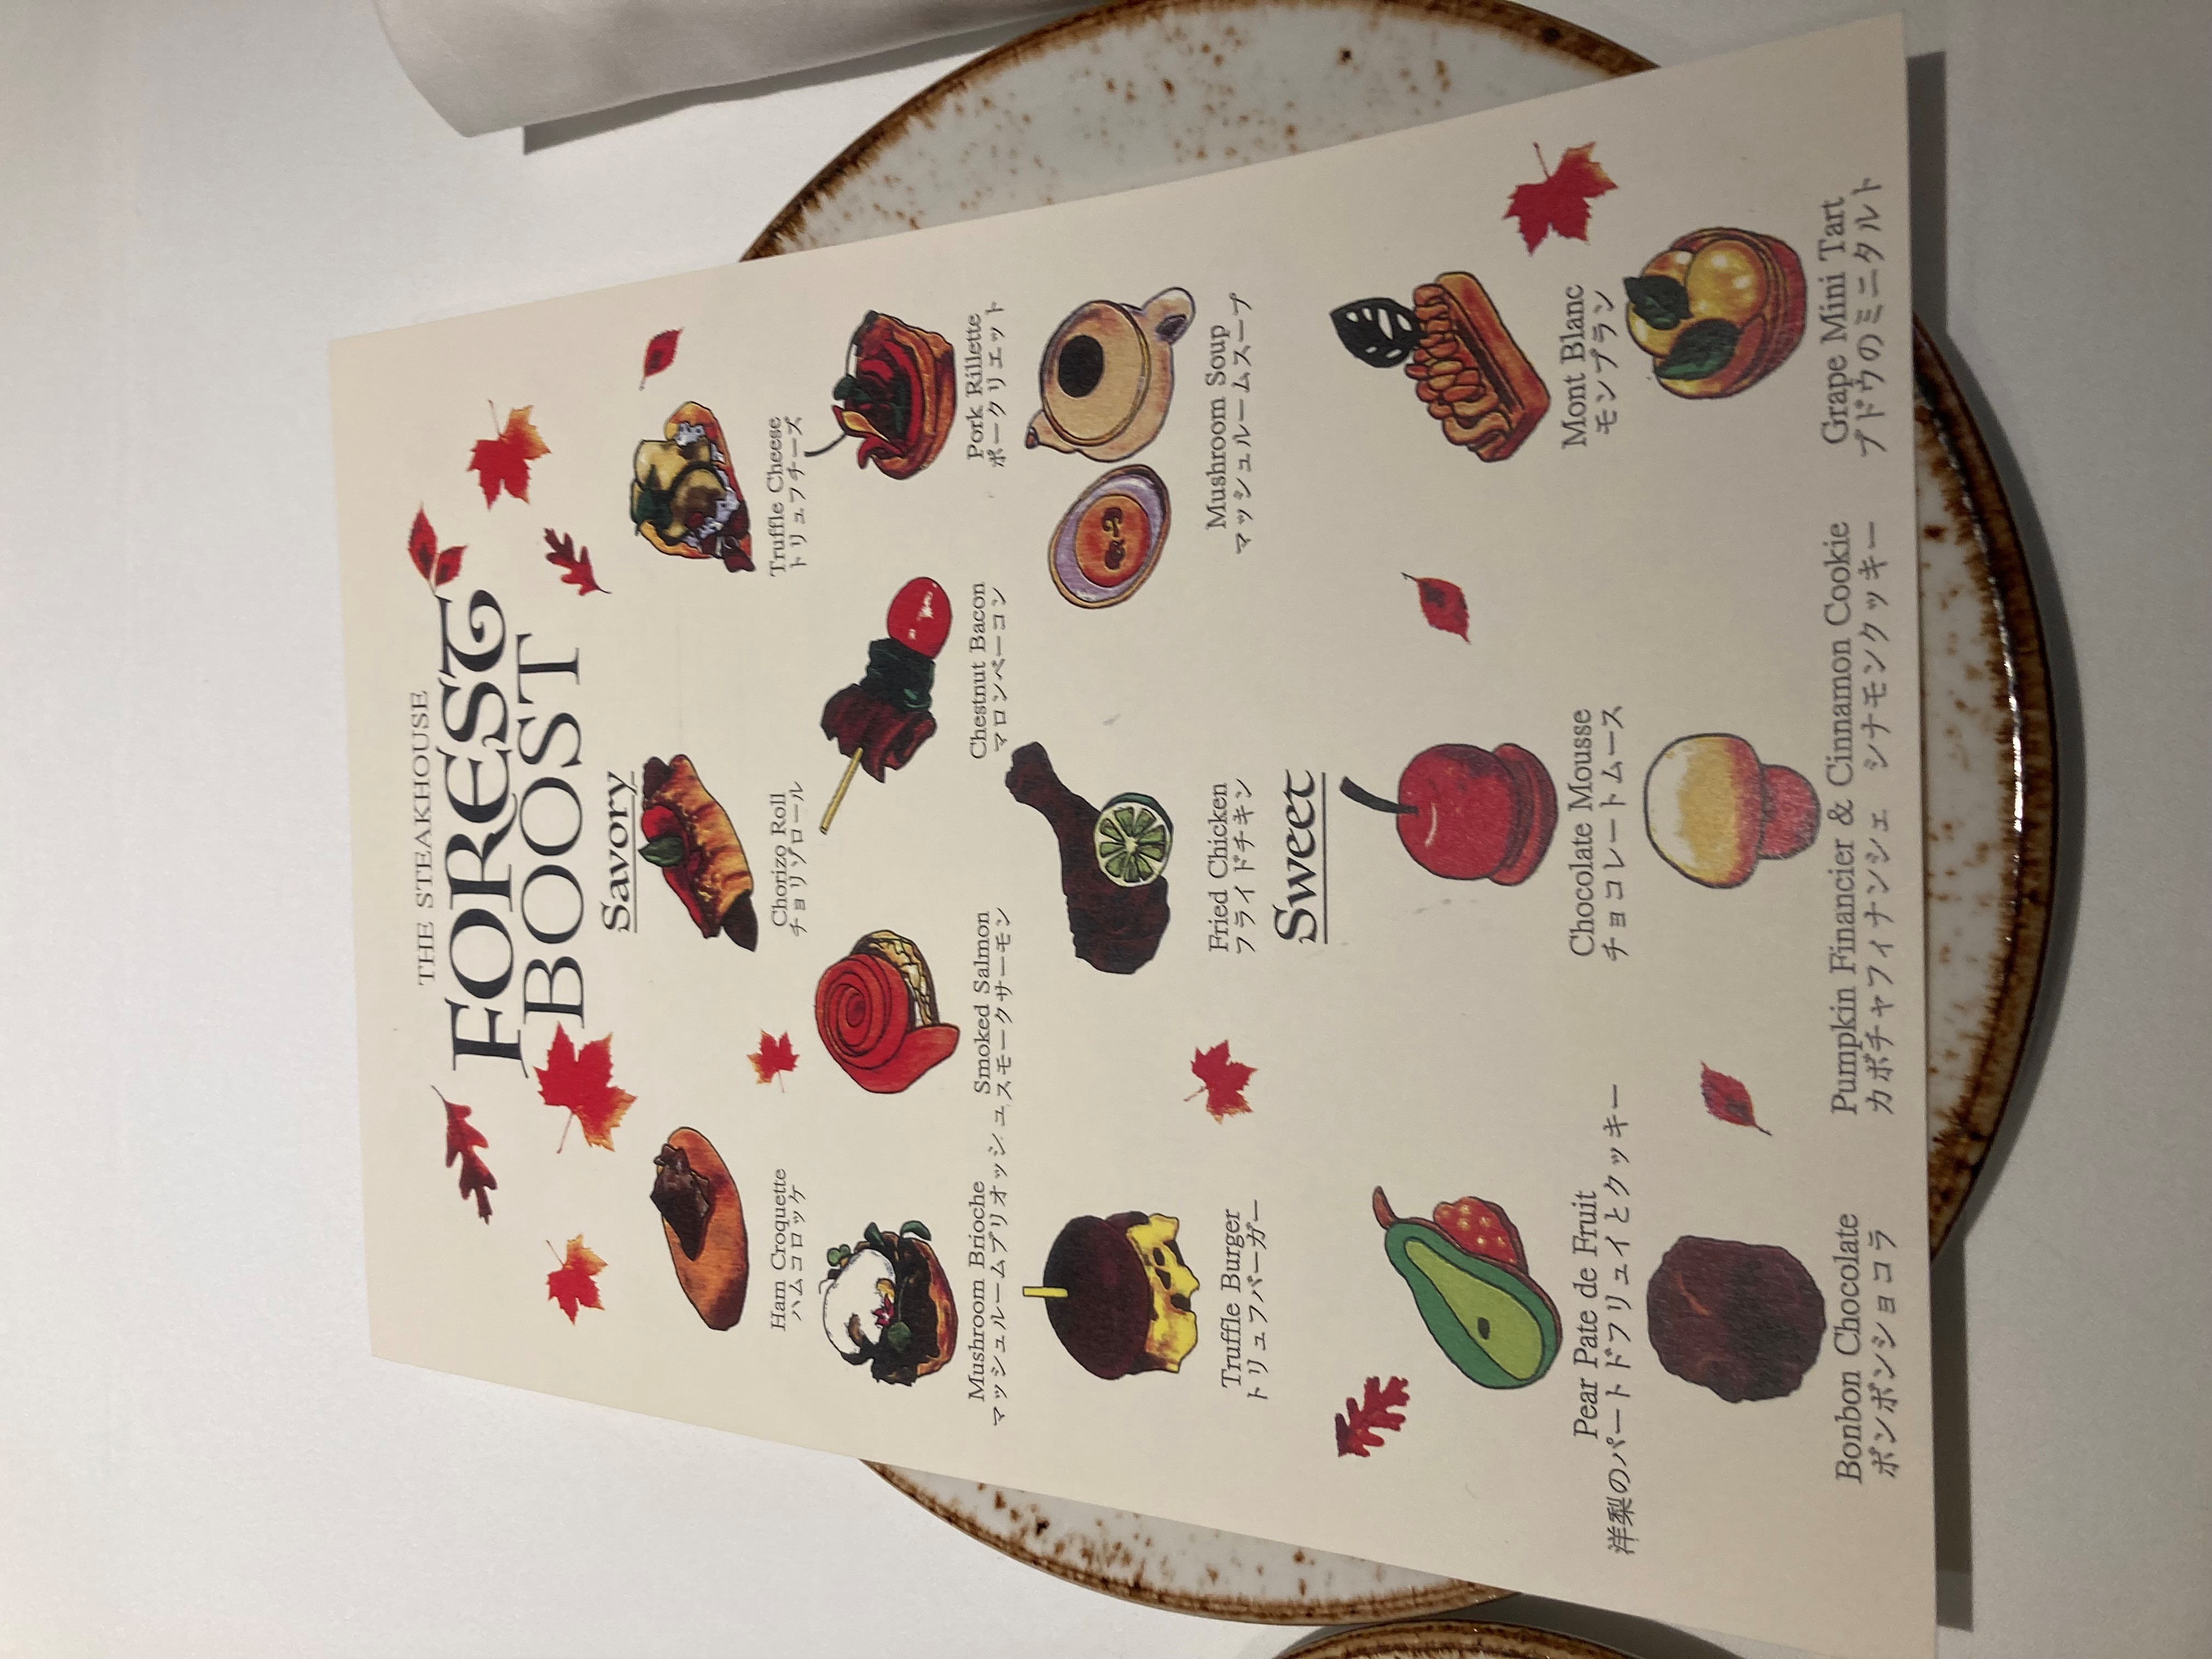 THE STEAKHOUSE
FOREST
BOOST
Savory
Ham Croquette
ハムコロッケ
Chorizo Roll
チョリゾロール
Truffle Cheese
トリュフチーズ
Mushroom Brioche
マッシュルームブリオッシュ
Smoked Salmon
スモークサーモン
Chestnut Bacon
マロンベーコン
Pork Rillette
ポークリエット
Truffle Burger
トリュフバーガー
Fried Chicken
フライドチキン
Mushroom Soup
マッシュルームスープ
Sweet
Pear Pate de Fruit
洋梨のパートドフリュイとクッキー
Chocolate Mousse
チョコレートムース
Mont Blanc
モンブラン
Bonbon Chocolate
ボンボンショコラ
Pumpkin Financier & Cinnamon Cookie
カボチャフィナンシェ　シナモンクッキー
Grape Mini Tart
ブドウのミニタルト